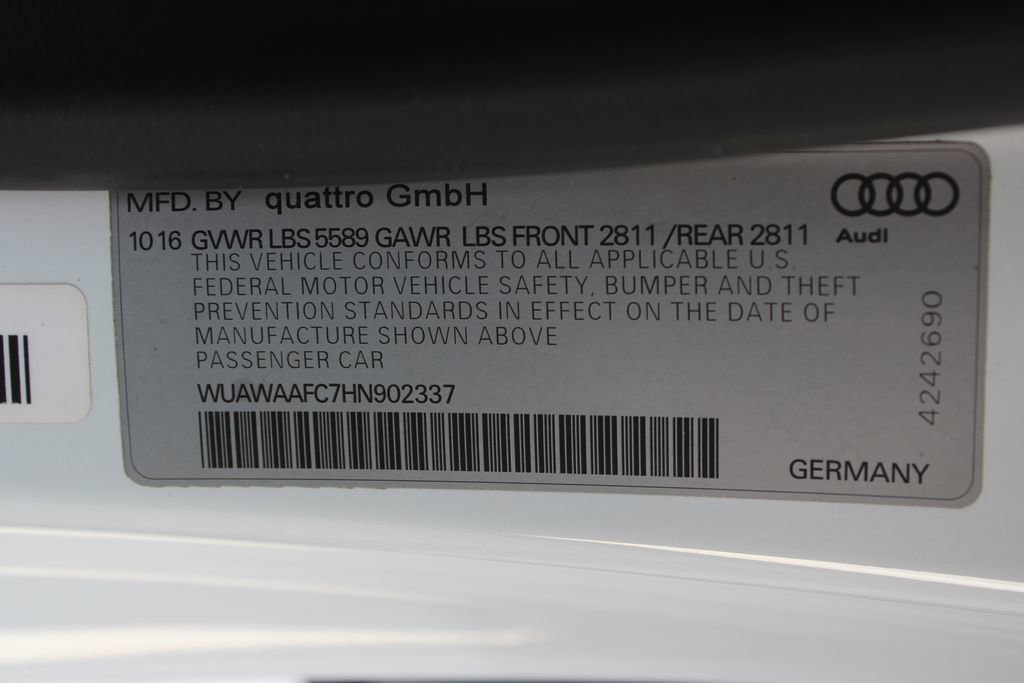 MFD. BY quattro GmbH
10 16 GVWR LBS 5589 GAWR LBS FRONT 2811 /REAR 2811
Audi
THIS VEHICLE CONFORMS TO ALL APPLICABLE U.S.
FEDERAL MOTOR VEHICLE SAFETY, BUMPER AND THEFT
PREVENTION STANDARDS IN EFFECT ON THE DATE OF
MANUFACTURE SHOWN ABOVE
PASSENGER CAR
WUAWAAFC7HN902337
4242690
GERMANY